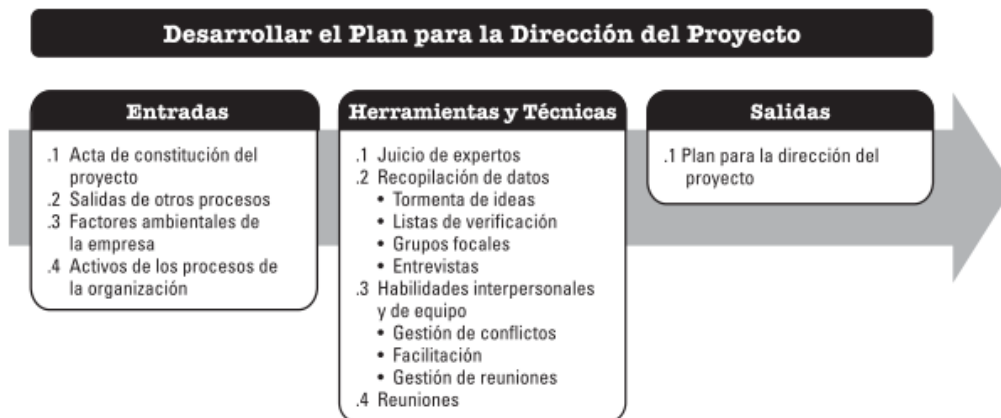 Desarrollar el Plan para la Dirección del Proyecto
Entradas
.1 Acta de constitución del
proyecto
.2 Salidas de otros procesos
.3 Factores ambientales de
la empresa
.4 Activos de los procesos de
la organización
Herramientas y Técnicas
.1 Juicio de expertos
.2 Recopilación de datos
• Tormenta de ideas
• Listas de verificación
• Grupos focales
• Entrevistas
.3 Habilidades interpersonales
y de equipo
• Gestión de conflictos
• Facilitación
• Gestión de reuniones
.4 Reuniones
Salidas
.1 Plan para la dirección del
proyecto